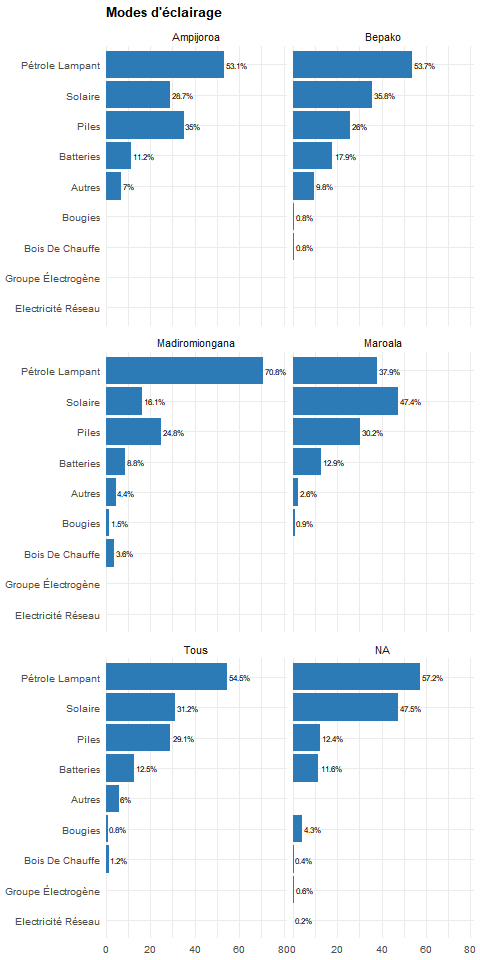 Modes d'éclairage
Ampijoroa
Bepako
Pétrole Lampant 53.1% 53.7%
Solaire 28.7% 35.8%
Piles 35% 26%
Batteries 11.2% 17.9%
Autres 7% 9.8%
Bougies 0.8%
Bois De Chauffe 0.8%
Groupe Électrogène
Electricité Réseau
Madiromiongana
Maroala
Pétrole Lampant 70.8% 37.9%
Solaire 16.1% 47.4%
Piles 24.8% 30.2%
Batteries 8.8% 12.9%
Autres 4.4% 2.6%
Bougies 1.5% 0.9%
Bois De Chauffe 3.6%
Groupe Électrogène
Electricité Réseau
Tous
NA
Pétrole Lampant 54.5% 57.2%
Solaire 31.2% 47.5%
Piles 29.1% 12.4%
Batteries 12.5% 11.6%
Autres 6%
Bougies 0.8% 4.3%
Bois De Chauffe 1.2% 0.4%
Groupe Électrogène 0.6%
Electricité Réseau 0.2%
0 20 40 60 80 0 20 40 60 80